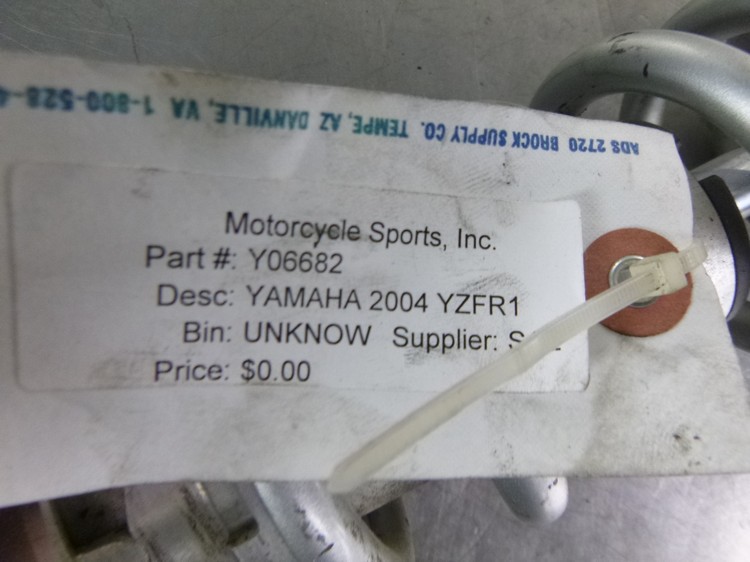 ADS 2720 BROCK SUPPLY CO. TEMPE, AZ DANVILLE, VA 1-800-528-4
Motorcycle Sports, Inc.
Part #: Y06682
Desc: YAMAHA 2004 YZFR1
Bin: UNKNOW Supplier:
Price: $0.00